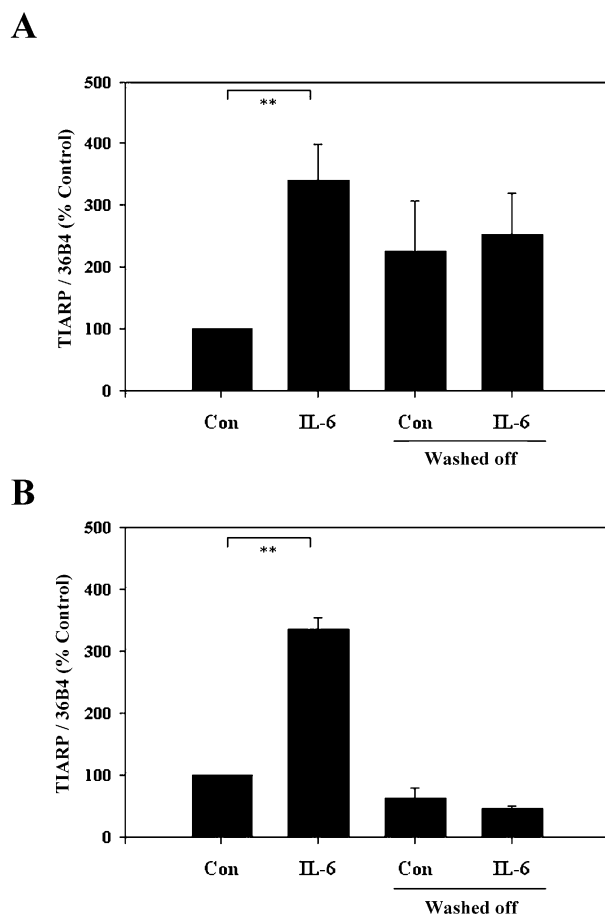 A
500
400
300
200
100
0
TIARP / 36B4 (% Control)
**
Con IL-6 Con IL-6
Washed off
B
500
400
300
200
100
0
TIARP / 36B4 (% Control)
**
Con IL-6 Con IL-6
Washed off